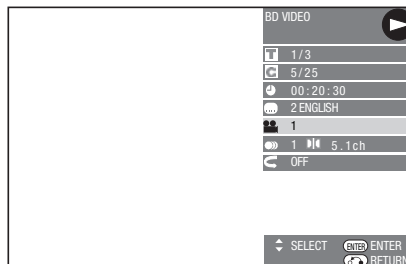 BD VIDEO
T 1/3
C 5/25
00:20:30
2 ENGLISH
1
1 5.1ch
OFF
SELECT ENTER ENTER
RETURN